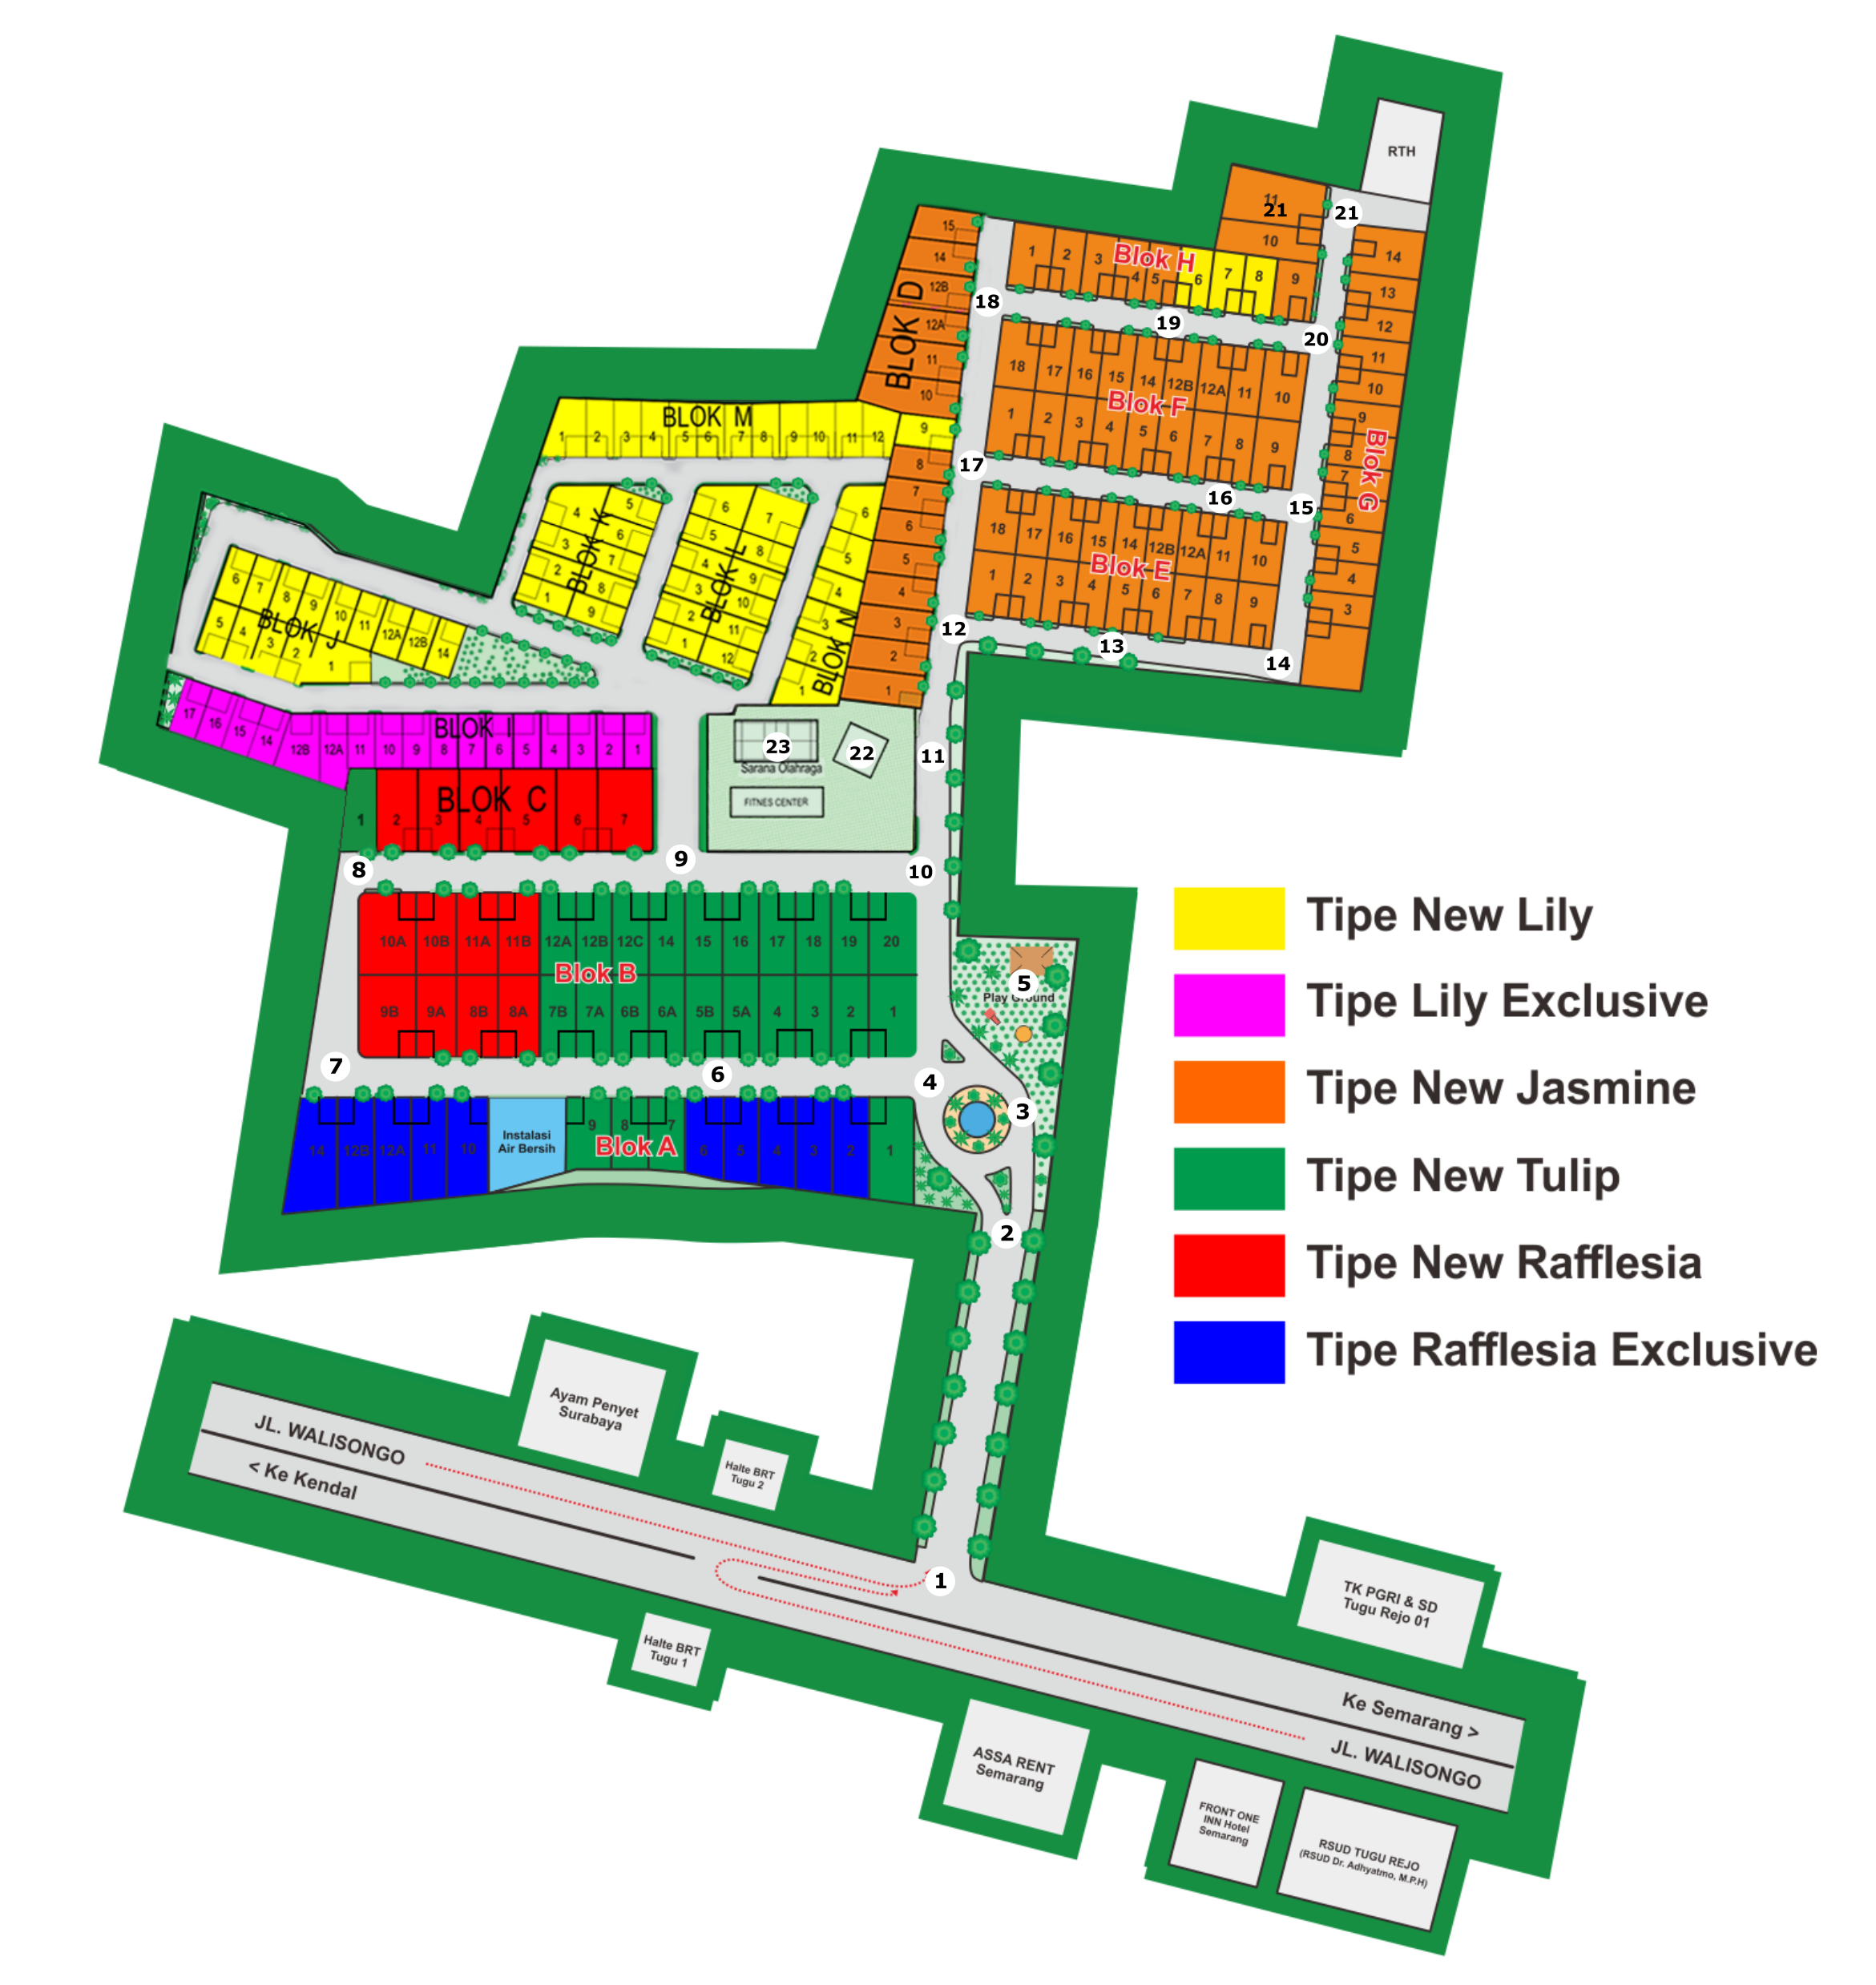 RTH
11
21
21
10
Blok H
1 2 3 4 5 6 7 8 9
14
13
12
11
10
9
8
7
6
5
4
3
Blok G
15
14
12B
12A
11
10
9
8
7
6
5
4
3
2
1
BLOK D
18
19
20
18 17 16 15 14 12B 12A 11 10
Blok F
1 2 3 4 5 6 7 8 9
17
16
15
18 17 16 15 14 12B 12A 11 10
Blok E
1 2 3 4 5 6 7 8 9
12
13
14
BLOK M
1 2 3 4 5 6 7 8 9 10 11 12
4 5
3 6
2 7
1 8
9
BLOK K
6 7
5 8
4 9
3 10
2 11
1 12
BLOK L
6
5
4
3
2
1
BLOK N
6 7 8 9 10 11 12A 12B 14
BLOK J
5 4 3 2 1
17 16 15 14 12B 12A 11 10 9 8 7 6 5 4 3 2 1
BLOK I
23
22
Sarana Olahraga
FITNES CENTER
11
BLOK C
1 2 3 4 5 6 7
8
9
10
10A 10B 11A 11B 12A 12B 12C 14 15 16 17 18 19 20
Blok B
9B 9A 8B 8A 7B 7A 6B 6A 5B 5A 4 3 2 1
5
Play Ground
7
6
4
3
14 12B 12A 11 10
Instalasi
Air Bersih
9 8 7
Blok A
6 5 4 3 2 1
2
Tipe New Lily
Tipe Lily Exclusive
Tipe New Jasmine
Tipe New Tulip
Tipe New Rafflesia
Tipe Rafflesia Exclusive
Ayam Penyet
Surabaya
JL. WALISONGO
< Ke Kendal
Halte BRT
Tugu 2
1
TK PGRI & SD
Tugu Rejo 01
Halte BRT
Tugu 1
Ke Semarang >
JL. WALISONGO
ASSA RENT
Semarang
FRONT ONE
INN Hotel
Semarang
RSUD TUGU REJO
(RSUD Dr. Adhyatmo, M.P.H)